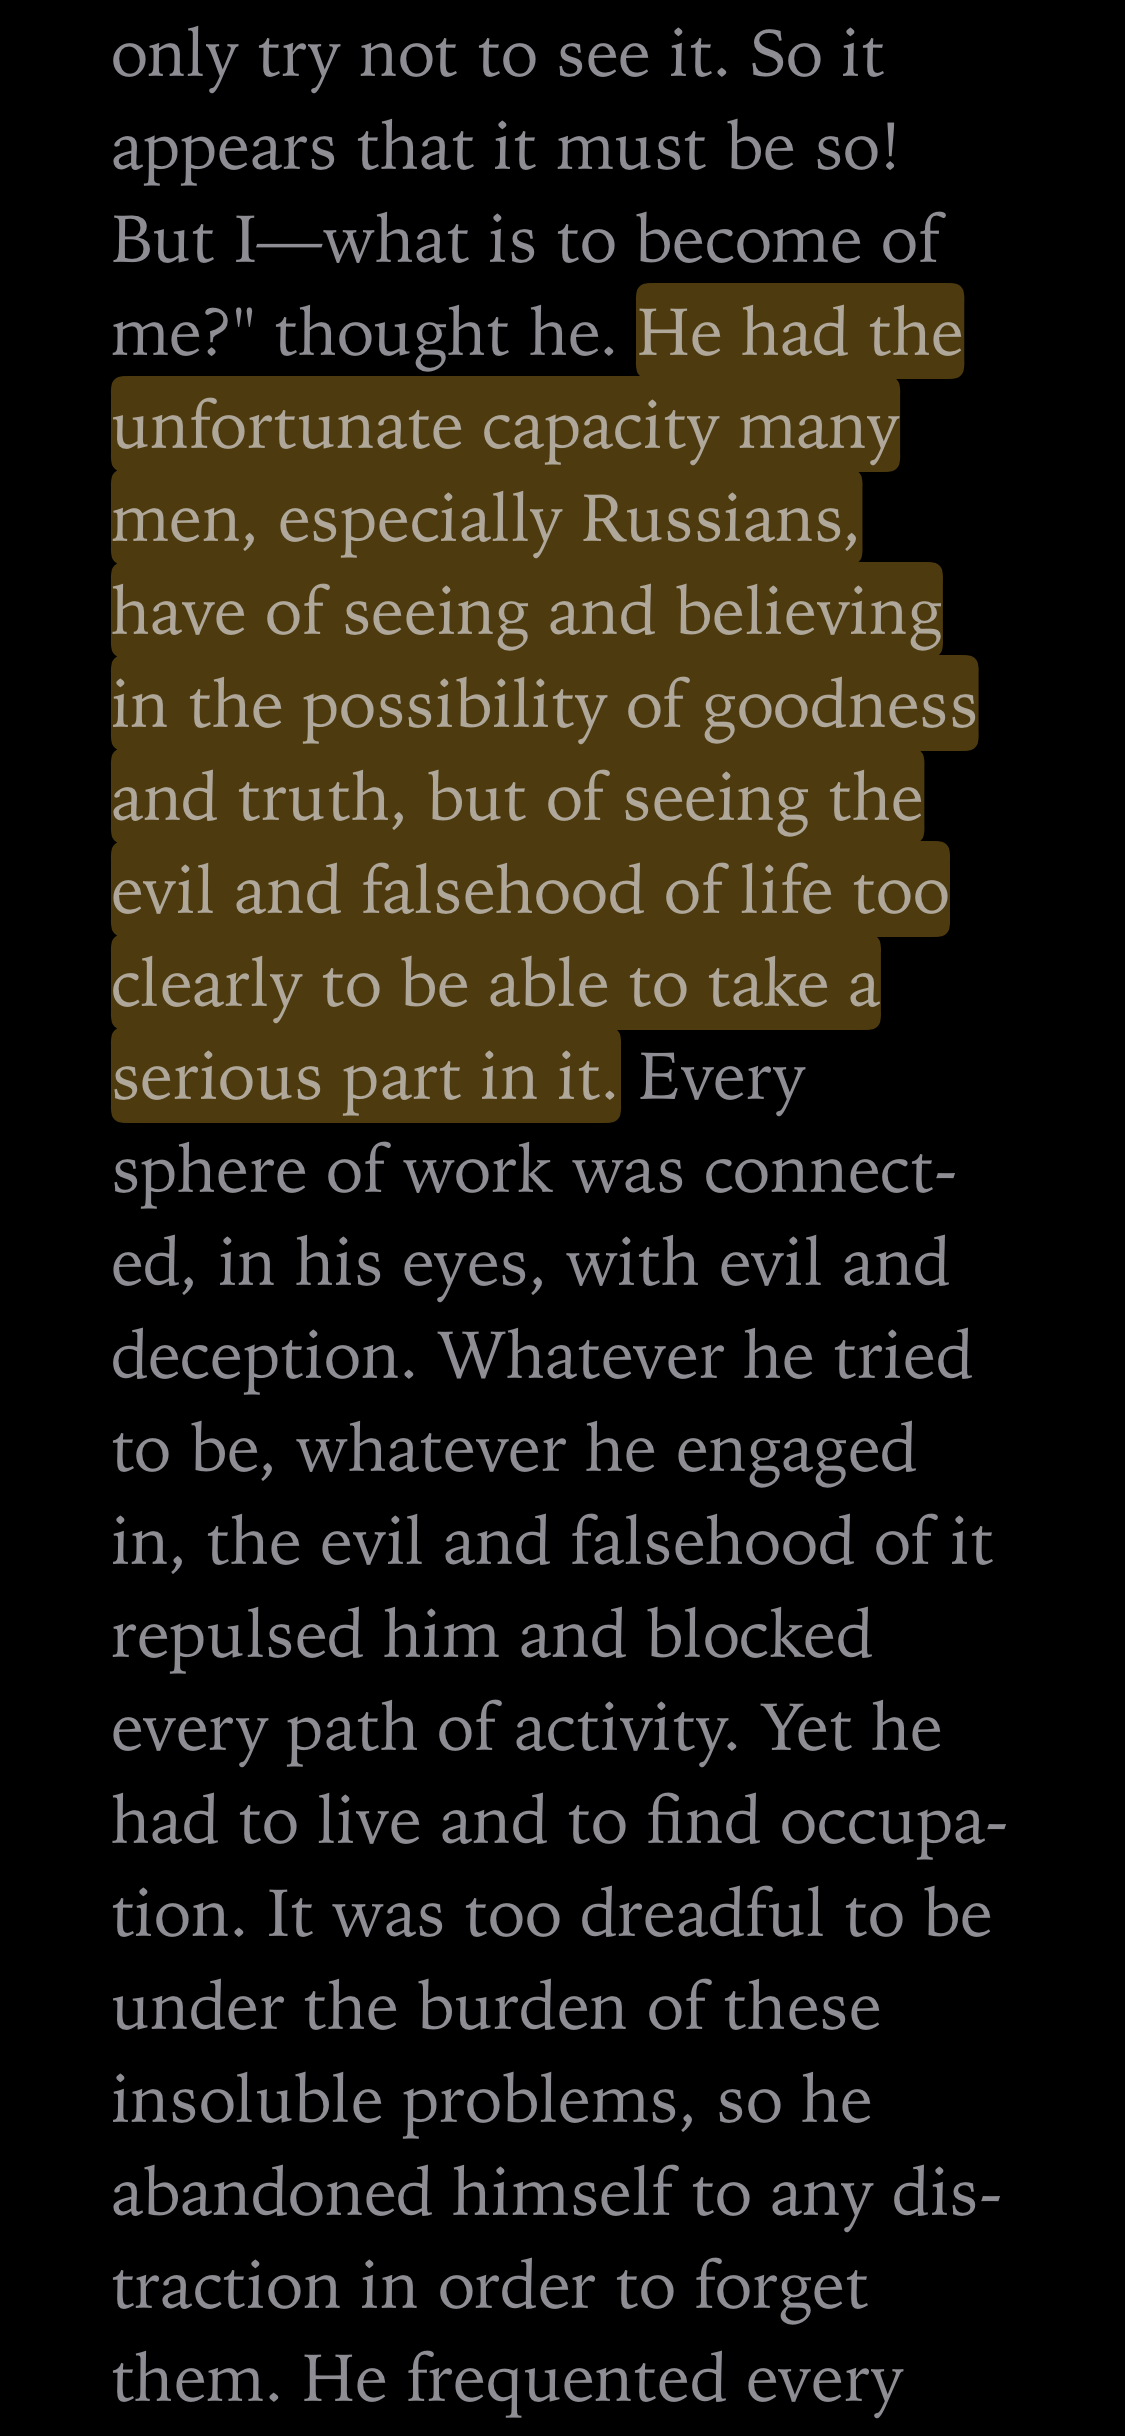 only try not to see it. So it
appears that it must be so!
But I—what is to become of
me?" thought he. He had the
unfortunate capacity many
men, especially Russians,
have of seeing and believing
in the possibility of goodness
and truth, but of seeing the
evil and falsehood of life too
clearly to be able to take a
serious part in it. Every
sphere of work was connect-
ed, in his eyes, with evil and
deception. Whatever he tried
to be, whatever he engaged
in, the evil and falsehood of it
repulsed him and blocked
every path of activity. Yet he
had to live and to find occupa-
tion. It was too dreadful to be
under the burden of these
insoluble problems, so he
abandoned himself to any dis-
traction in order to forget
them. He frequented every